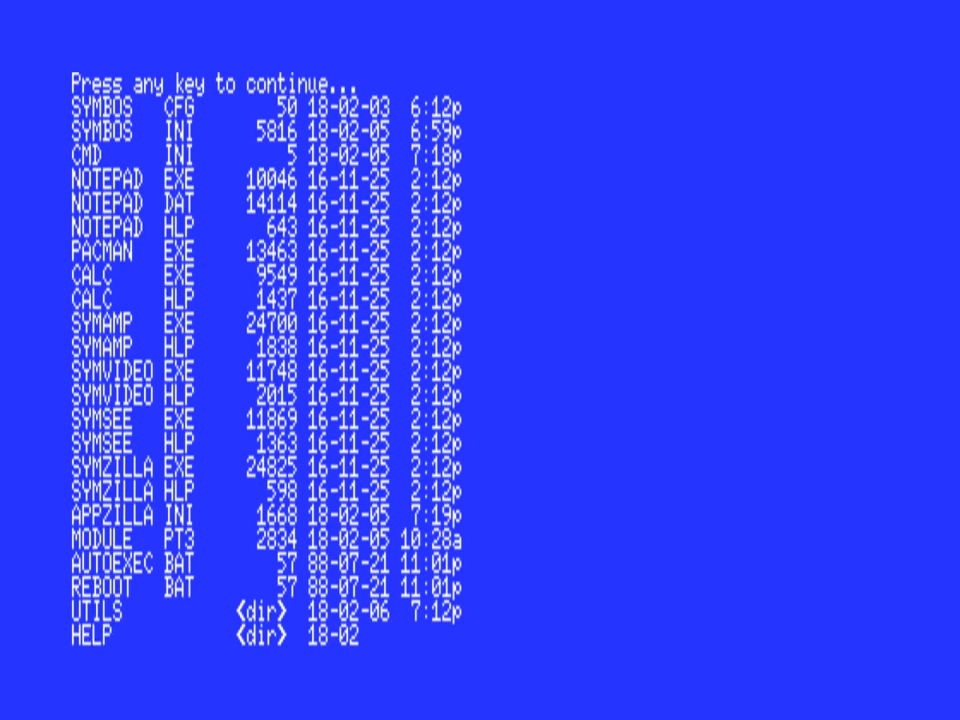 Press any key to continue...
SYMBOS   CFG        50 18-02-03  6:12p
SYMBOS   INI      5816 18-02-05  6:59p
CMD      INI         5 18-02-05  7:18p
NOTEPAD  EXE     10046 16-11-25  2:12p
NOTEPAD  DAT     14114 16-11-25  2:12p
NOTEPAD  HLP       643 16-11-25  2:12p
PACMAN   EXE     13463 16-11-25  2:12p
CALC     EXE      9549 16-11-25  2:12p
CALC     HLP      1437 16-11-25  2:12p
SYMAMP   EXE     24700 16-11-25  2:12p
SYMAMP   HLP      1838 16-11-25  2:12p
SYMVIDEO EXE     11748 16-11-25  2:12p
SYMVIDEO HLP      2015 16-11-25  2:12p
SYMSEE   EXE     11869 16-11-25  2:12p
SYMSEE   HLP      1363 16-11-25  2:12p
SYMZILLA EXE     24825 16-11-25  2:12p
SYMZILLA HLP       598 16-11-25  2:12p
APPZILLA INI      1668 18-02-05  7:19p
MODULE   PT3      2834 18-02-05 10:28a
AUTOEXEC BAT        57 88-07-21 11:01p
REBOOT   BAT        57 88-07-21 11:01p
UTILS           <dir>  18-02-06  7:12p
HELP            <dir>  18-02